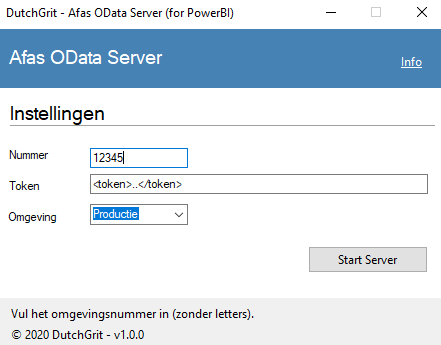 DutchGrit - Afas OData Server (for PowerBI)
Afas OData Server
Info
Instellingen
Nummer 12345
Token <token>..</token>
Omgeving Productie
Start Server
Vul het omgevingsnummer in (zonder letters).
© 2020 DutchGrit - v1.0.0